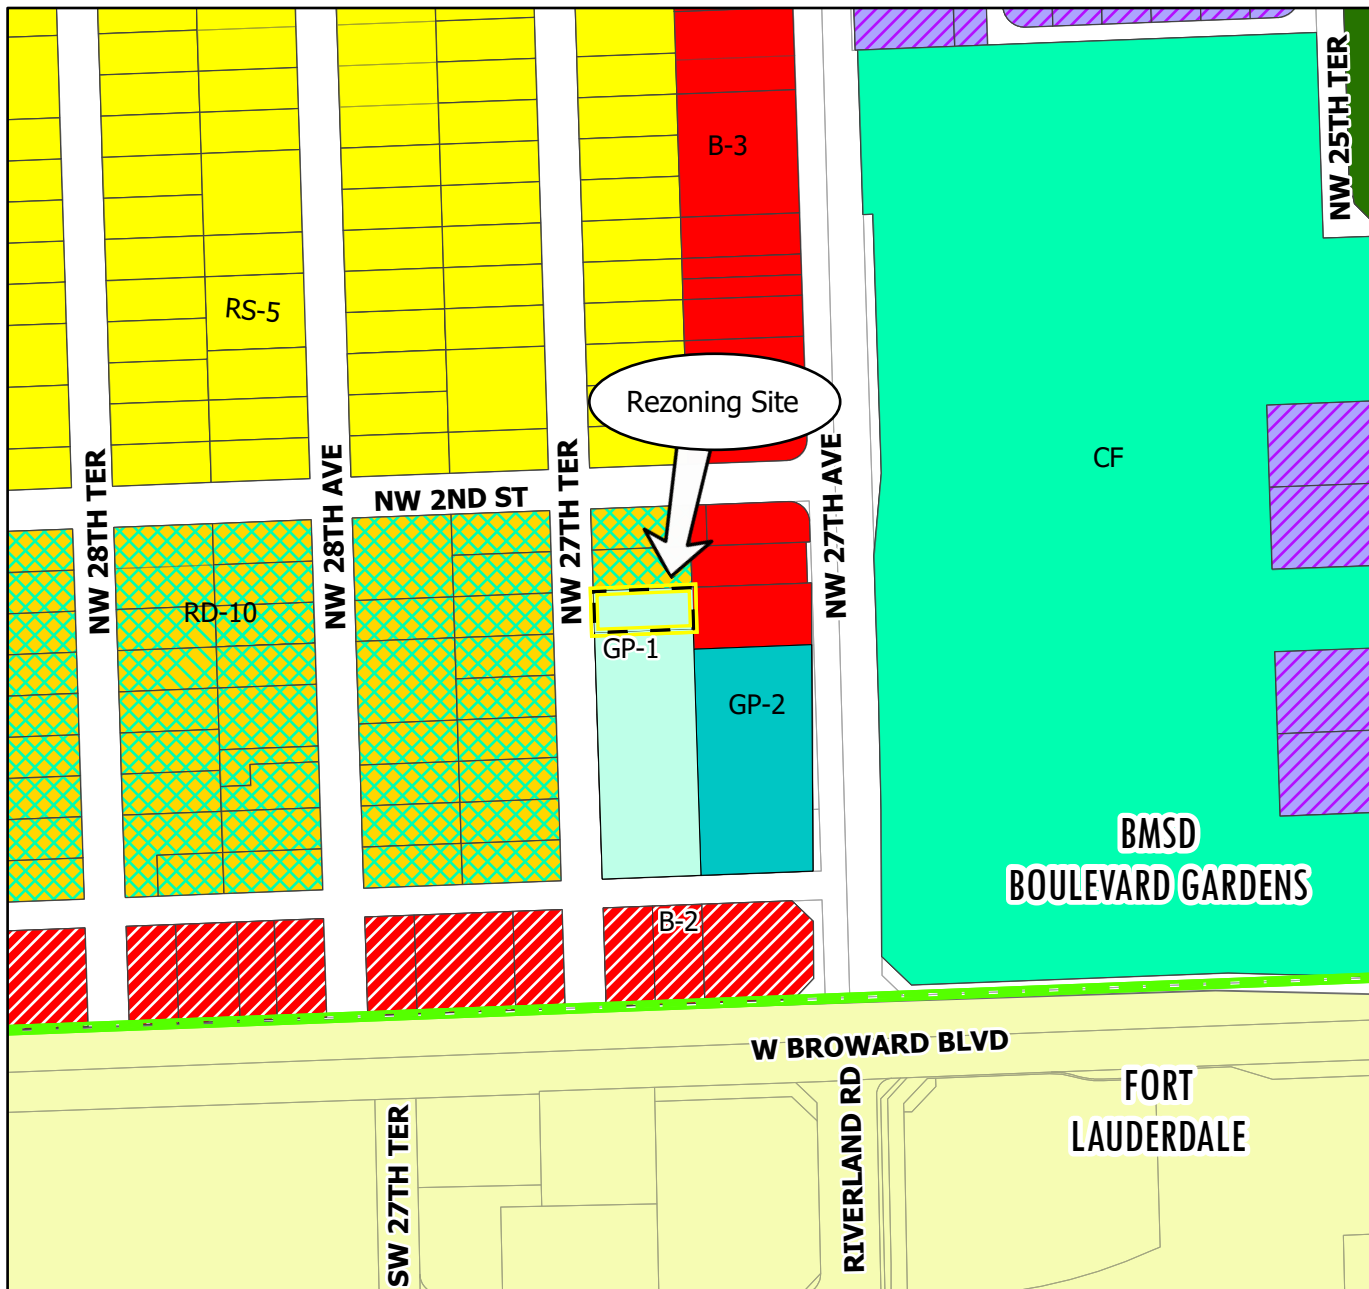 NW 25TH TER
B-3
RS-5
Rezoning Site
CF
NW 28TH TER
NW 28TH AVE
NW 2ND ST
NW 27TH TER
NW 27TH AVE
RD-10
GP-1
GP-2
BMSD
BOULEVARD GARDENS
B-2
W BROWARD BLVD
FORT
LAUDERDALE
SW 27TH TER
RIVERLAND RD